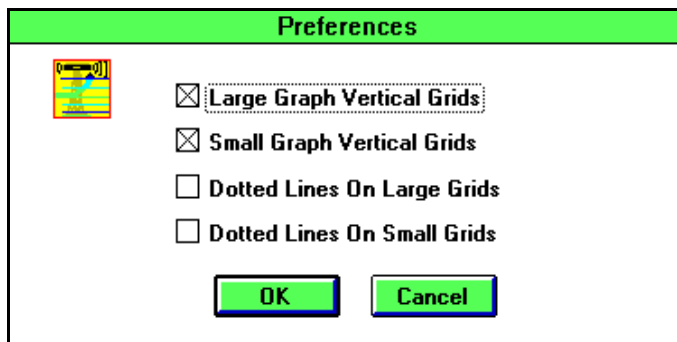 Preferences
Large Graph Vertical Grids
Small Graph Vertical Grids
Dotted Lines On Large Grids
Dotted Lines On Small Grids
OK Cancel